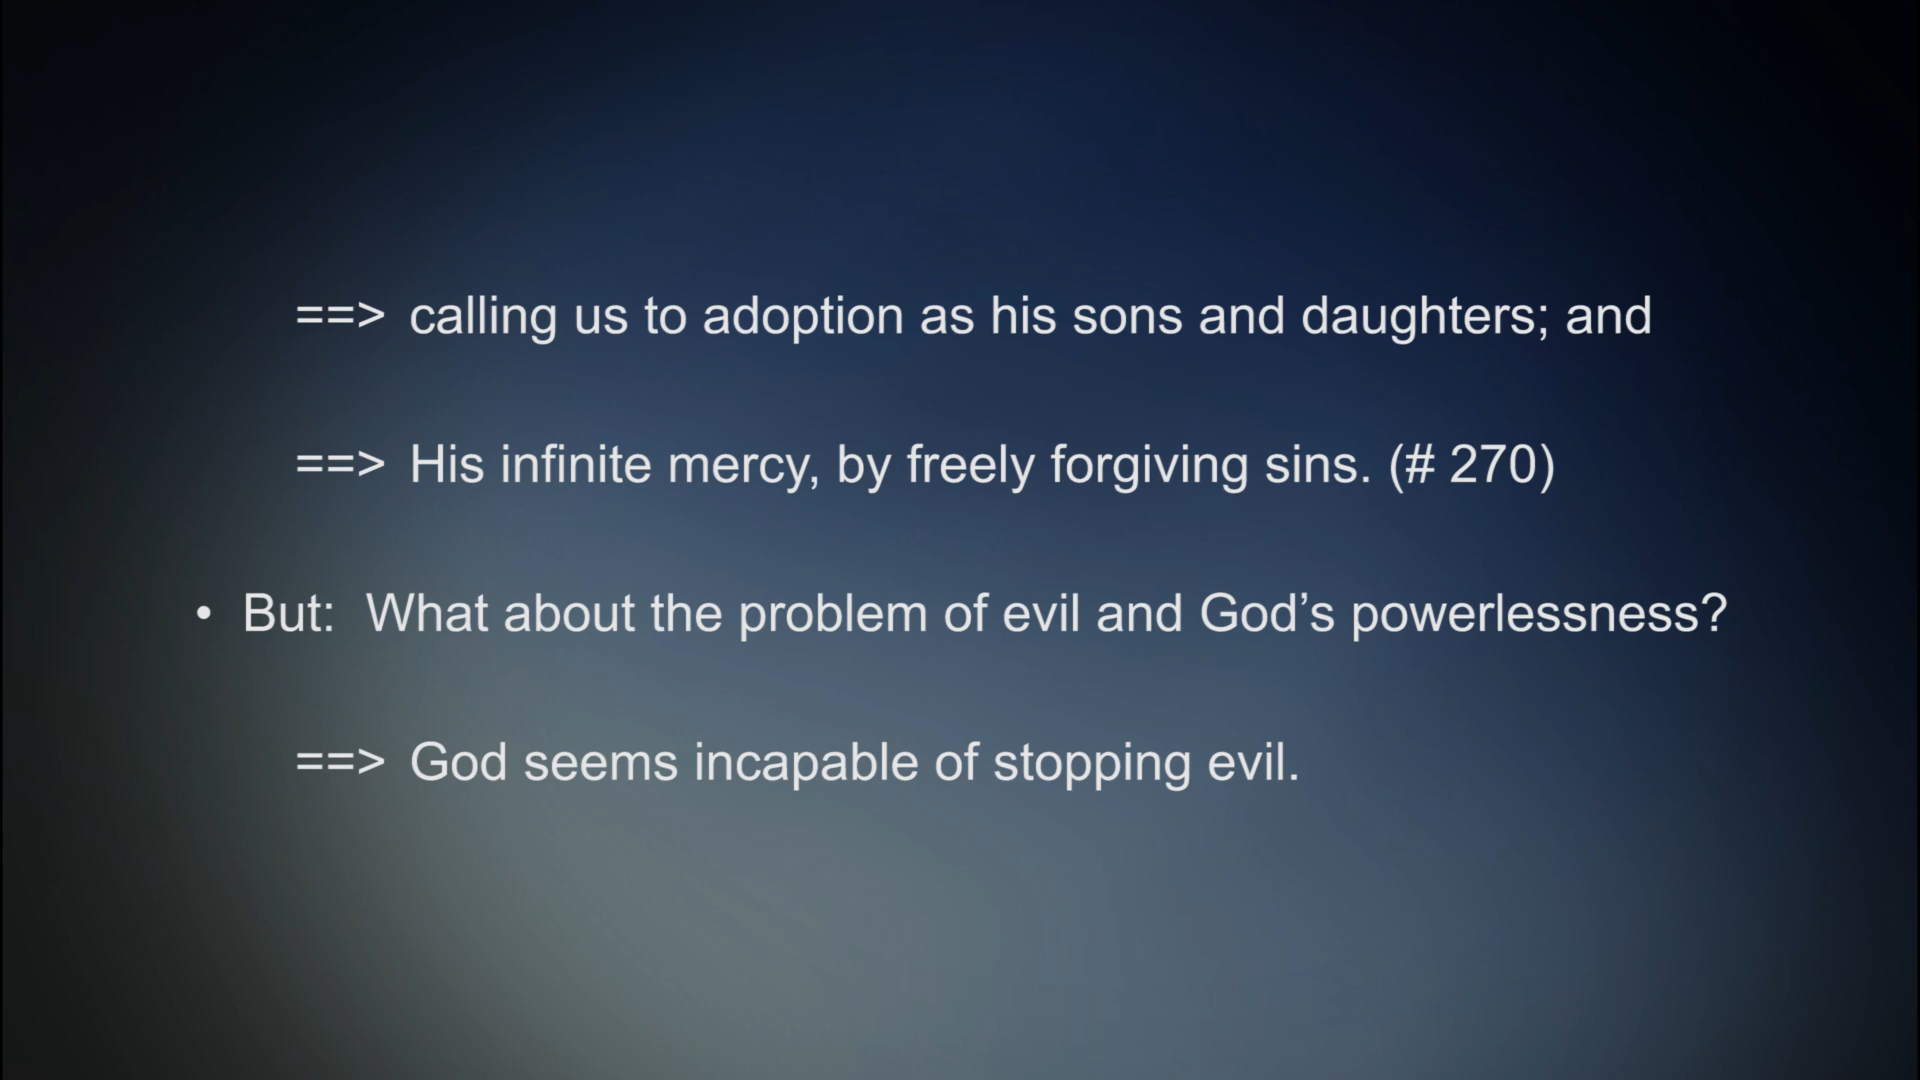 ==> calling us to adoption as his sons and daughters; and
==> His infinite mercy, by freely forgiving sins. (# 270)
• But:  What about the problem of evil and God’s powerlessness?
==> God seems incapable of stopping evil.